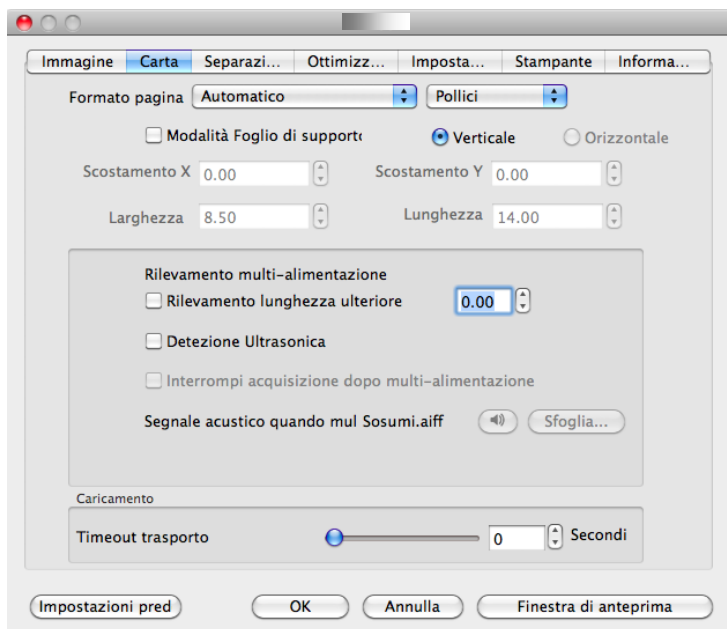 Immagine Carta Separazi... Ottimizz... Imposta... Stampante Informa...
Formato pagina Automatico Pollici
Modalità Foglio di supporto Verticale Orizzontale
Scostamento X 0.00 Scostamento Y 0.00
Larghezza 8.50 Lunghezza 14.00
Rilevamento multi-alimentazione
Rilevamento lunghezza ulteriore 0.00
Detezione Ultrasonica
Interrompi acquisizione dopo multi-alimentazione
Segnale acustico quando mul Sosumi.aiff Sfoglia...
Caricamento
Timeout trasporto 0 Secondi
Impostazioni pred OK Annulla Finestra di anteprima